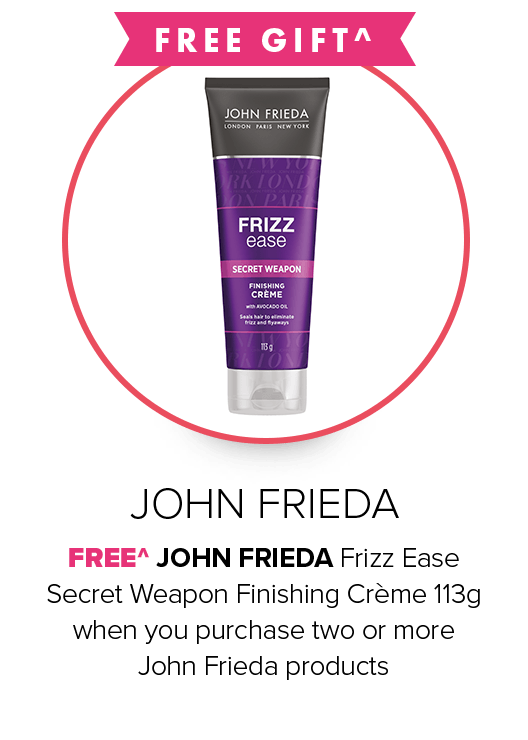 FREE GIFT^
JOHN FRIEDA
LONDON PARIS NEW YORK
FRIZZ
ease
SECRET WEAPON
FINISHING
CRÈME
with AVOCADO OIL
Seals hair to eliminate
frizz and flyaways
113 g
JOHN FRIEDA
FREE^ JOHN FRIEDA Frizz Ease
Secret Weapon Finishing Crème 113g
when you purchase two or more
John Frieda products